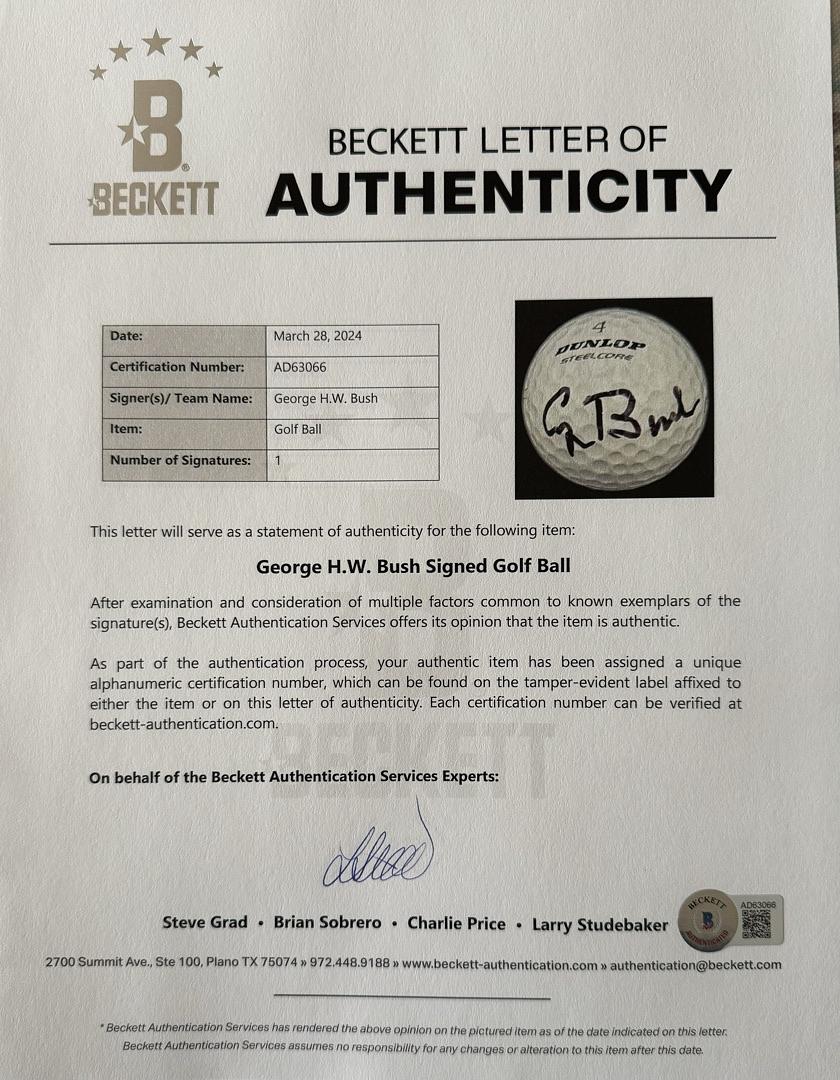 B
®
BECKETT
BECKETT LETTER OF
AUTHENTICITY
Date: March 28, 2024
Certification Number: AD63066
Signer(s)/ Team Name: George H.W. Bush
Item: Golf Ball
Number of Signatures: 1
4
DUNLOP
STEELCORE
G Bush
This letter will serve as a statement of authenticity for the following item:
George H.W. Bush Signed Golf Ball
After examination and consideration of multiple factors common to known exemplars of the
signature(s), Beckett Authentication Services offers its opinion that the item is authentic.
As part of the authentication process, your authentic item has been assigned a unique
alphanumeric certification number, which can be found on the tamper-evident label affixed to
either the item or on this letter of authenticity. Each certification number can be verified at
beckett-authentication.com.
BECKETT
On behalf of the Beckett Authentication Services Experts:
Steve Grad • Brian Sobrero • Charlie Price • Larry Studebaker
BECKETT
B
AUTHENTICATED
AD63066
2700 Summit Ave., Ste 100, Plano TX 75074 » 972.448.9188 » www.beckett-authentication.com » authentication@beckett.com
* Beckett Authentication Services has rendered the above opinion on the pictured item as of the date indicated on this letter.
Beckett Authentication Services assumes no responsibility for any changes or alteration to this item after this date.